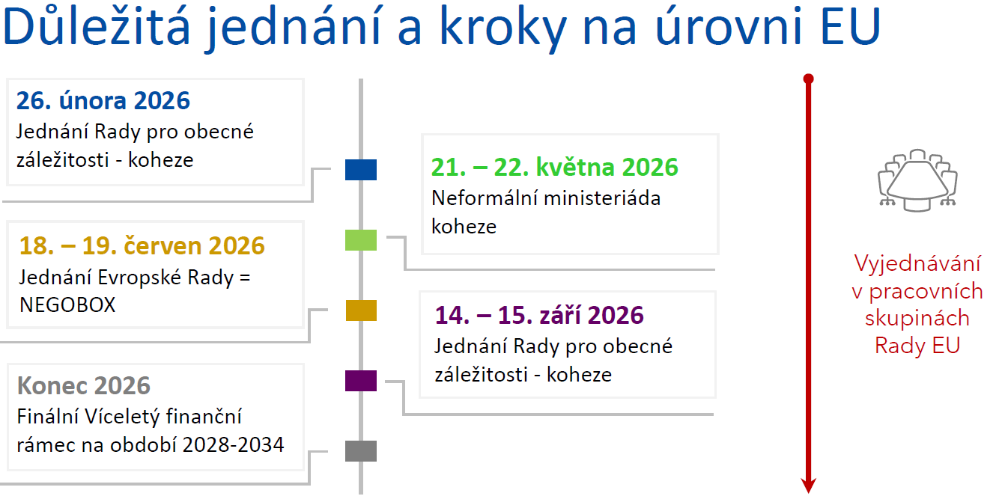 Důležitá jednání a kroky na úrovni EU
26. února 2026
Jednání Rady pro obecné
záležitosti - koheze
21. – 22. května 2026
Neformální ministeriáda
koheze
18. – 19. červen 2026
Jednání Evropské Rady =
NEGOBOX
14. – 15. září 2026
Jednání Rady pro obecné
záležitosti - koheze
Konec 2026
Finální Víceletý finanční
rámec na období 2028-2034
Vyjednávání
v pracovních
skupinách
Rady EU